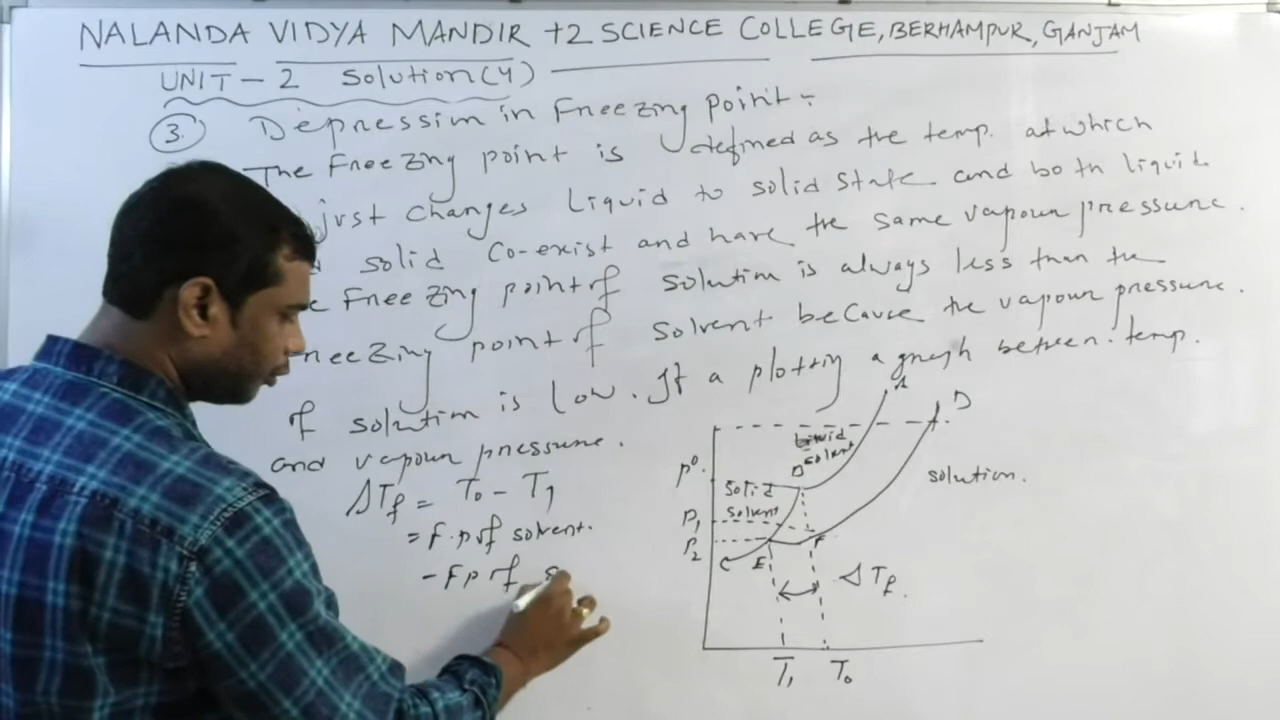 NALANDA VIDYA MANDIR +2 SCIENCE COLLEGE, BERHAMPUR, GANJAM
UNIT - 2 Solution (4)
3. Depression in Freezing point :-
The Freezing point is defined as the temp. at which
just changes liquid to solid state and both liquid
solid co-exist and have the same vapour pressure.
Freezing point of solution is always less than the
freezing point of solvent because the vapour pressure
of solution is low. If a plotting a graph between temp.
and vapour pressure.
ΔTf = T0 - T1
= F.p of solvent.
- F p of s
A
D
Liquid
solvent
B
P0
Solid
solvent
solution.
P1
P2
C
E
F
ΔTf.
T1
T0